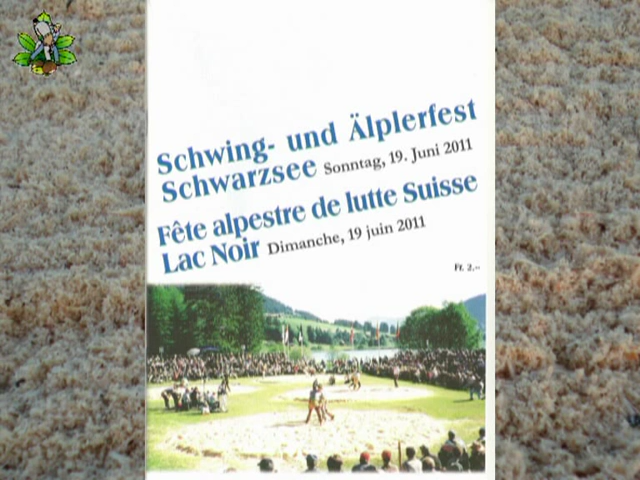 Schwing- und Älplerfest
Schwarzsee Sonntag, 19. Juni 2011
Fête alpestre de lutte Suisse
Lac Noir Dimanche, 19 juin 2011
Fr. 2.--